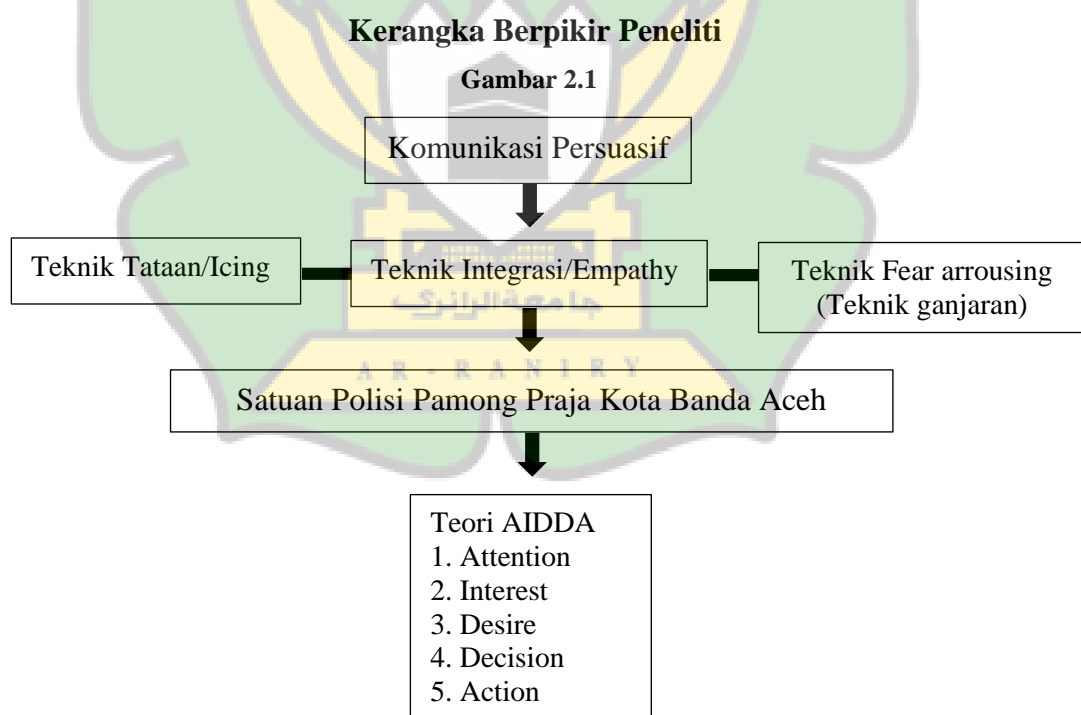 Kerangka Berpikir Peneliti
Gambar 2.1
Komunikasi Persuasif
Teknik Tataan/Icing
Teknik Integrasi/Empathy
Teknik Fear arrousing
(Teknik ganjaran)
جامعة الرانري
A R - R A N I R Y
Satuan Polisi Pamong Praja Kota Banda Aceh
Teori AIDDA
1. Attention
2. Interest
3. Desire
4. Decision
5. Action